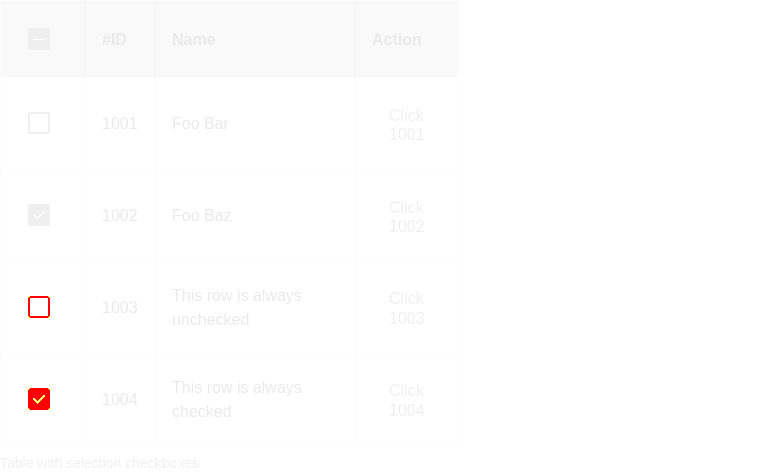 #ID Name Action
1001 Foo Bar Click
1001
1002 Foo Baz Click
1002
1003 This row is always
unchecked Click
1003
1004 This row is always
checked Click
1004
Table with selection checkboxes